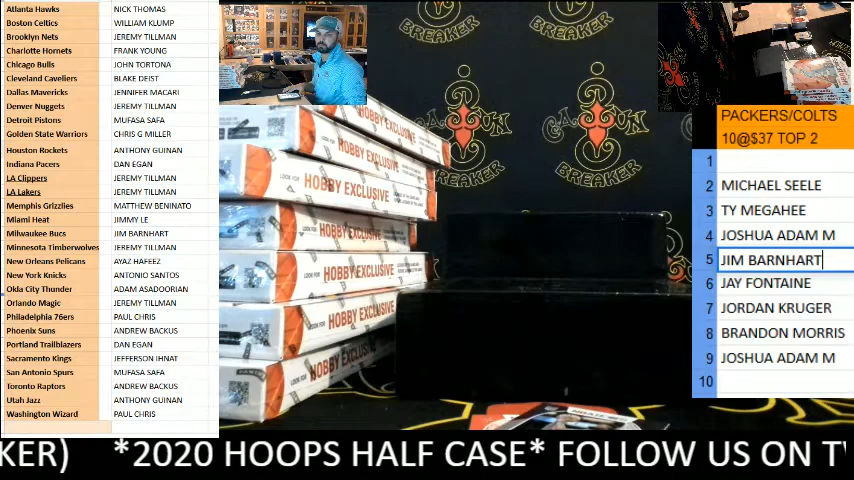 Atlanta Hawks NICK THOMAS
Boston Celtics WILLIAM KLUMP
Brooklyn Nets JEREMY TILLMAN
Charlotte Hornets FRANK YOUNG
Chicago Bulls JOHN TORTONA
Cleveland Cavaliers BLAKE DEIST
Dallas Mavericks JENNIFER MACARI
Denver Nuggets JEREMY TILLMAN
Detroit Pistons MUFASA SAFA
Golden State Warriors CHRIS G MILLER
Houston Rockets ANTHONY GUINAN
Indiana Pacers DAN EGAN
LA Clippers JEREMY TILLMAN
LA Lakers JEREMY TILLMAN
Memphis Grizzlies MATTHEW BENINATO
Miami Heat JIMMY LE
Milwaukee Bucs JIM BARNHART
Minnesota Timberwolves JEREMY TILLMAN
New Orleans Pelicans AYAZ HAFEEZ
New York Knicks ANTONIO SANTOS
Okla City Thunder ADAM ASADOORIAN
Orlando Magic JEREMY TILLMAN
Philadelphia 76ers PAUL CHRIS
Phoenix Suns ANDREW BACKUS
Portland Trailblazers DAN EGAN
Sacramento Kings JEFFERSON IHNAT
San Antonio Spurs MUFASA SAFA
Toronto Raptors ANDREW BACKUS
Utah Jazz ANTHONY GUINAN
Washington Wizard PAUL CHRIS
BREAKER
BREAKER
BREAKER
BREAKER
HOBBY EXCLUSIVE
HOBBY EXCLUSIVE
HOBBY EXCLUSIVE
HOBBY EXCLUSIVE
HOBBY EXCLUSIVE
HOBBY EXCLUSIVE
HOBBY EXCLUSIVE
PACKERS/COLTS
10@$37 TOP 2
1
2 MICHAEL SEELE
3 TY MEGAHEE
4 JOSHUA ADAM M
5 JIM BARNHART
6 JAY FONTAINE
7 JORDAN KRUGER
8 BRANDON MORRIS
9 JOSHUA ADAM M
10
KER) *2020 HOOPS HALF CASE* FOLLOW US ON TV